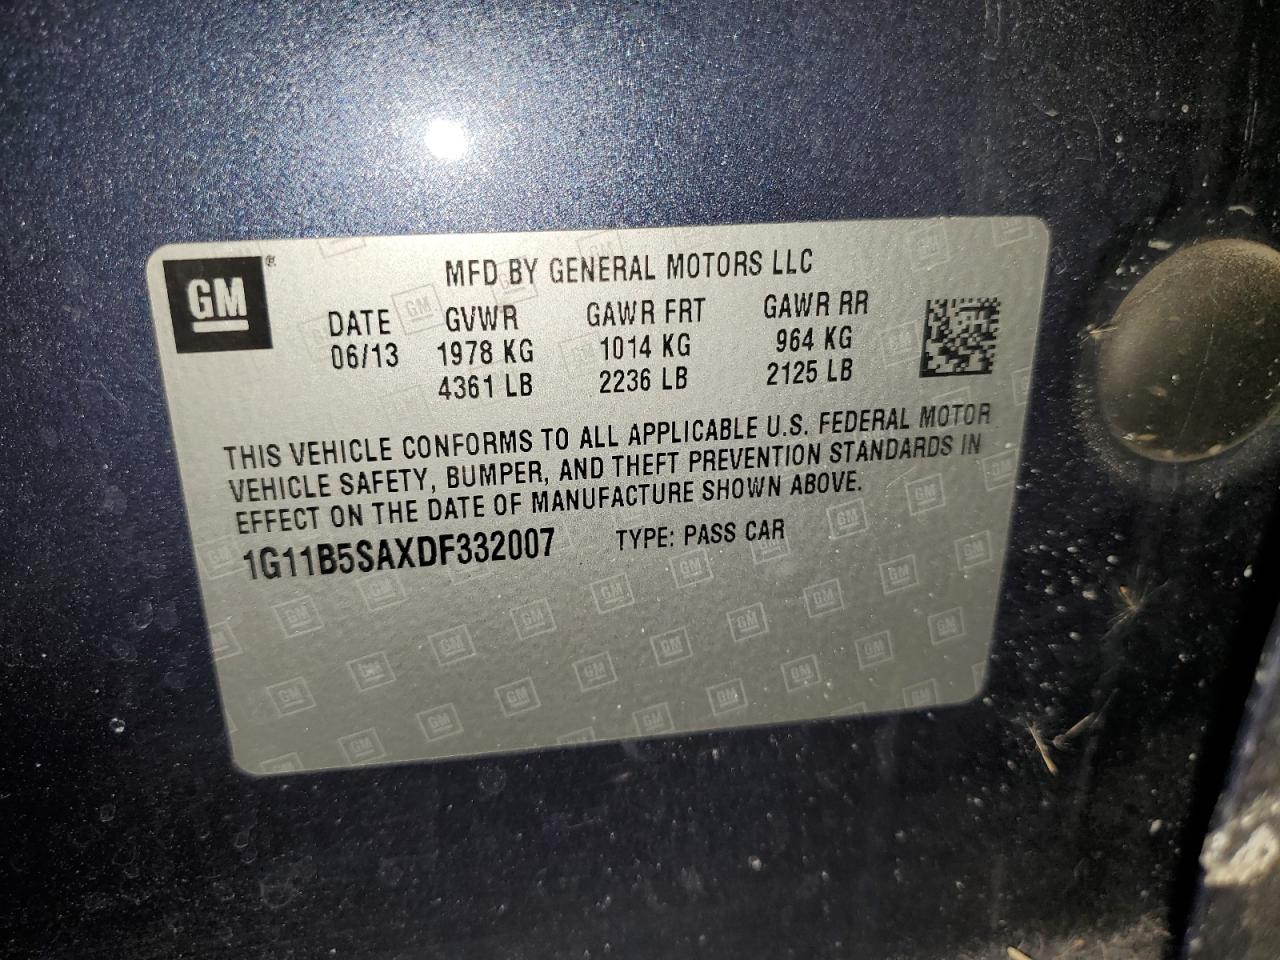 GM®
MFD BY GENERAL MOTORS LLC
DATE GVWR GAWR FRT GAWR RR
06/13 1978 KG 1014 KG 964 KG
4361 LB 2236 LB 2125 LB
THIS VEHICLE CONFORMS TO ALL APPLICABLE U.S. FEDERAL MOTOR
VEHICLE SAFETY, BUMPER, AND THEFT PREVENTION STANDARDS IN
EFFECT ON THE DATE OF MANUFACTURE SHOWN ABOVE.
1G11B5SAXDF332007 TYPE: PASS CAR